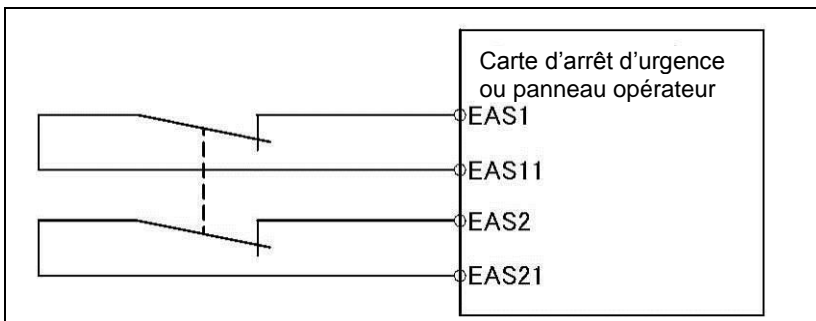 Carte d'arrêt d'urgence
ou panneau opérateur
EAS1
EAS11
EAS2
EAS21